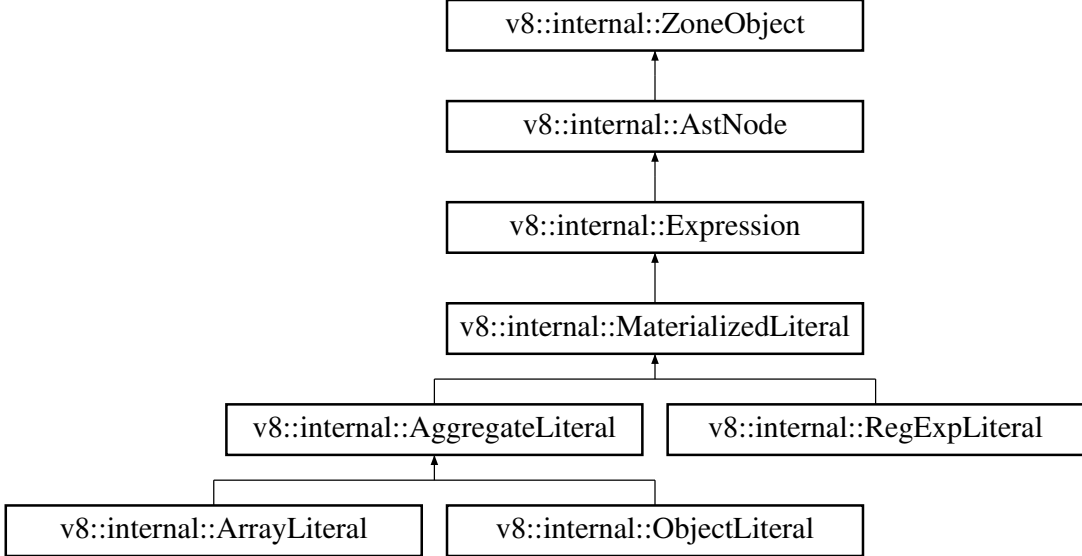 v8::internal::ZoneObject
v8::internal::AstNode
v8::internal::Expression
v8::internal::MaterializedLiteral
v8::internal::AggregateLiteral
v8::internal::RegExpLiteral
v8::internal::ArrayLiteral
v8::internal::ObjectLiteral